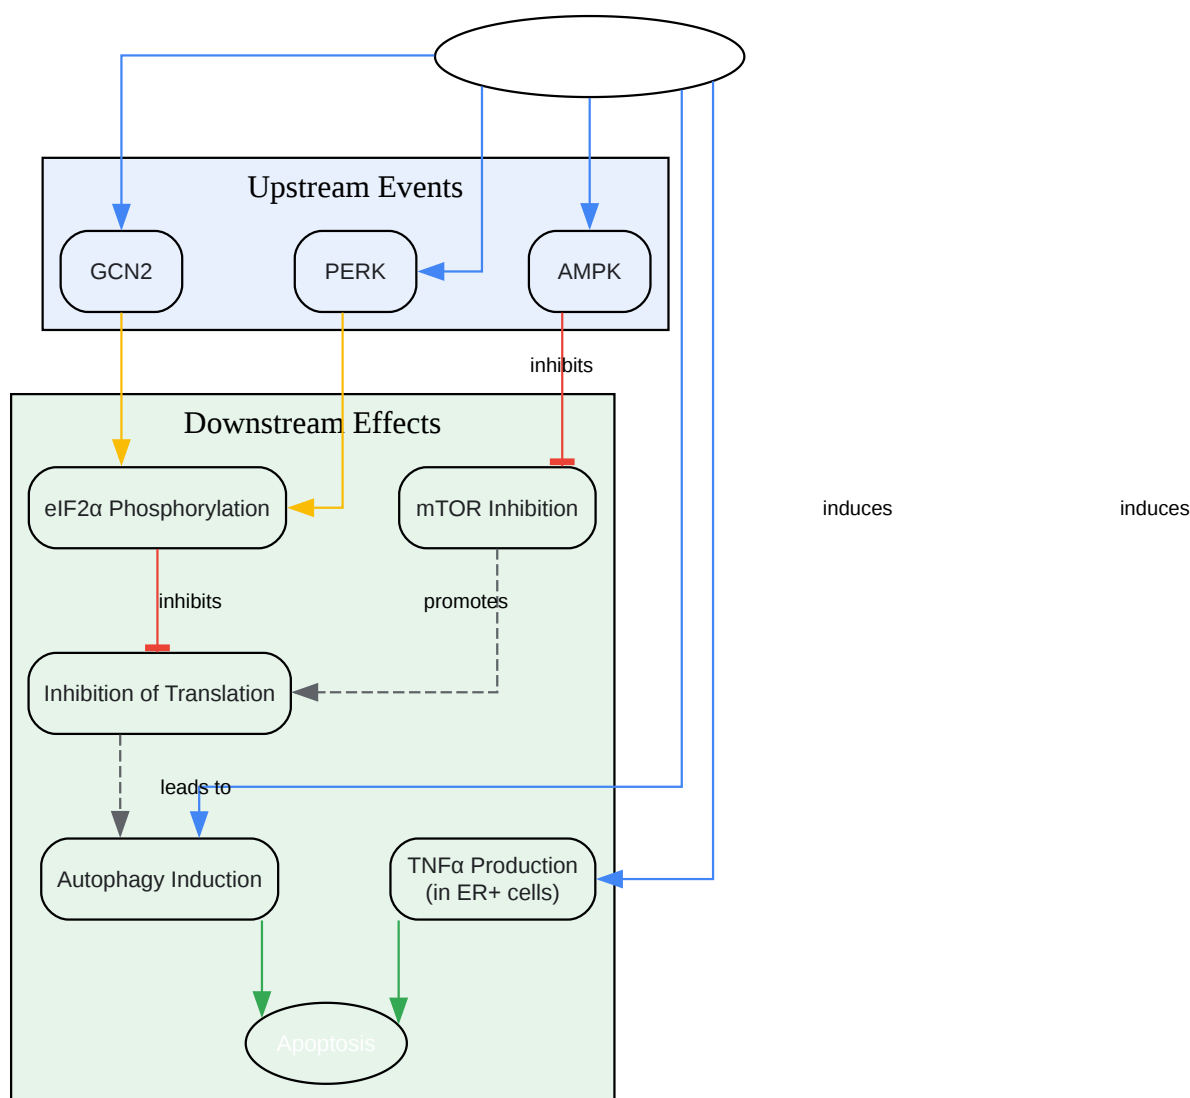 Upstream Events
GCN2
PERK
AMPK
inhibits
Downstream Effects
eIF2α Phosphorylation
mTOR Inhibition
induces
induces
inhibits
promotes
Inhibition of Translation
leads to
Autophagy Induction
TNFα Production
(in ER+ cells)
Apoptosis